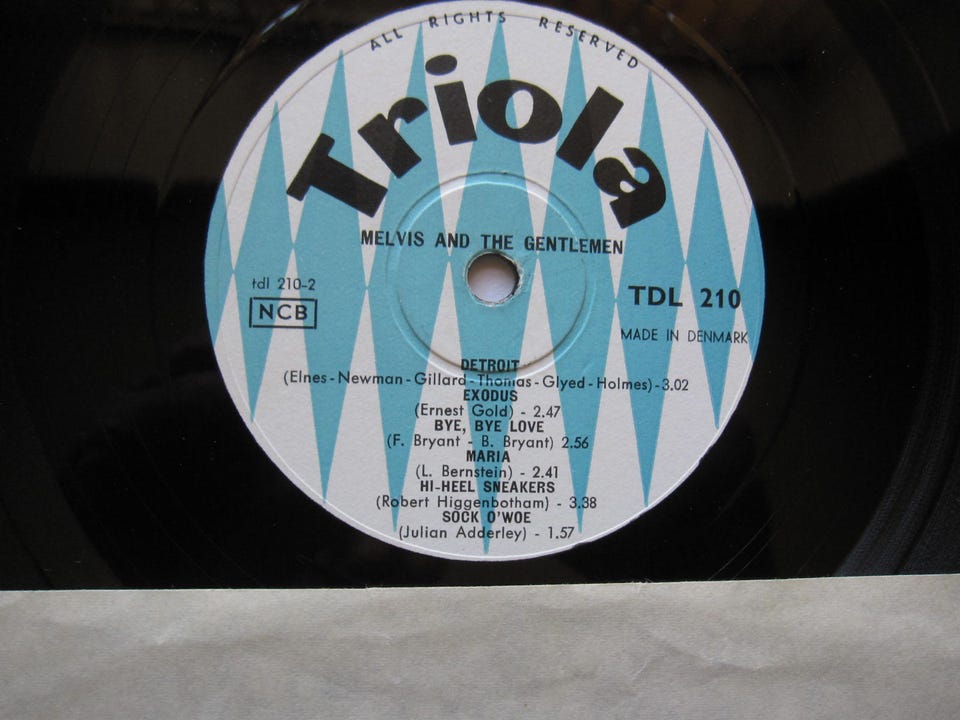 ALL RIGHTS RESERVED
Triola
MELVIS AND THE GENTLEMEN
tdl 210-2
NCB
TDL 210
MADE IN DENMARK
DETROIT
(Elnes - Newman - Gillard - Thomas - Glyed - Holmes) - 3.02
EXODUS
(Ernest Gold) - 2.47
BYE, BYE LOVE
(F. Bryant - B. Bryant) 2.56
MARIA
(L. Bernstein) - 2.41
HI-HEEL SNEAKERS
(Robert Higgenbotham) - 3.38
SOCK O'WOE
(Julian Adderley) - 1.57